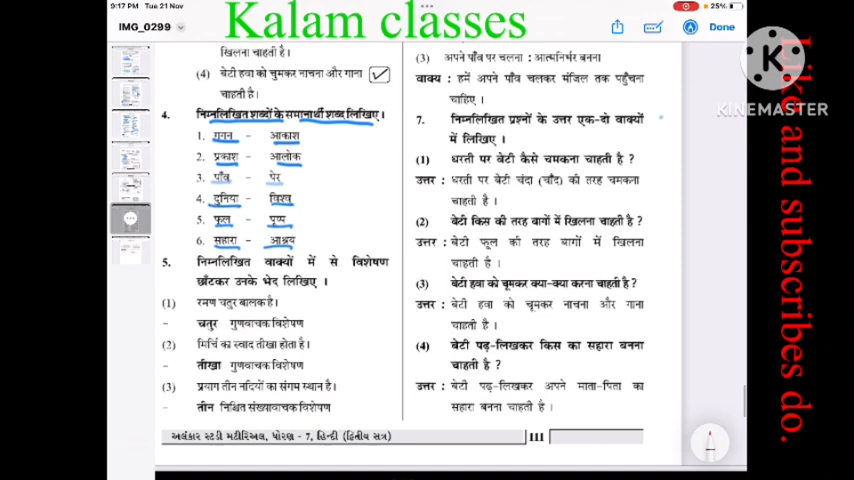 9:17 PM Tue 21 Nov
25%
Kalam classes
IMG_0299
Done
KINEMASTER
Like and subscribes do.
खिलना चाहती है।
(4) बेटी हवा को चुमकर नाचना और गाना
चाहती है।
4. निम्नलिखित शब्दों के समानार्थी शब्द लिखिए।
1. गगन - आकाश
2. प्रकाश - आलोक
3. पाँव - पेर
4. दुनिया - विश्व
5. फूल - पुष्प
6. सहारा - आश्रय
5. निम्नलिखित वाक्यों में से विशेषण
छाँटकर उनके भेद लिखिए ।
(1) रमण चतुर बालक है।
- चतुर गुणवाचक विशेषण
(2) मिर्चि का स्वाद तीखा होता है।
- तीखा गुणवाचक विशेषण
(3) प्रयाग तीन नदियों का संगम स्थान है।
- तीन निश्चित संख्यावाचक विशेषण
(3) अपने पाँव पर चलना : आत्मनिर्भर बनना
वाक्य : हमें अपने पाँव चलकर मंजिल तक पहुँचना
चाहिए ।
7. निम्नलिखित प्रश्नों के उत्तर एक-दो वाक्यों
में लिखिए ।
(1) धरती पर बेटी कैसे चमकना चाहती है ?
उत्तर : धरती पर बेटी चंदा (चाँद) की तरह चमकना
चाहती है ।
(2) बेटी किस की तरह बागों में खिलना चाहती है ?
उत्तर : बेटी फूल की तरह बागों में खिलना
चाहती है ।
(3) बेटी हवा को चूमकर क्या-क्या करना चाहती है ?
उत्तर : बेटी हवा को चूमकर नाचना और गाना
चाहती है ।
(4) बेटी पढ़-लिखकर किस का सहारा बनना
चाहती है ?
उत्तर : बेटी पढ़-लिखकर अपने माता-पिता का
सहारा बनना चाहती है ।
અલંકાર સ્ટડી મટીરિઅલ, ધોરણ - 7, હિન્દી (દ્વિતીય સત્ર)
111